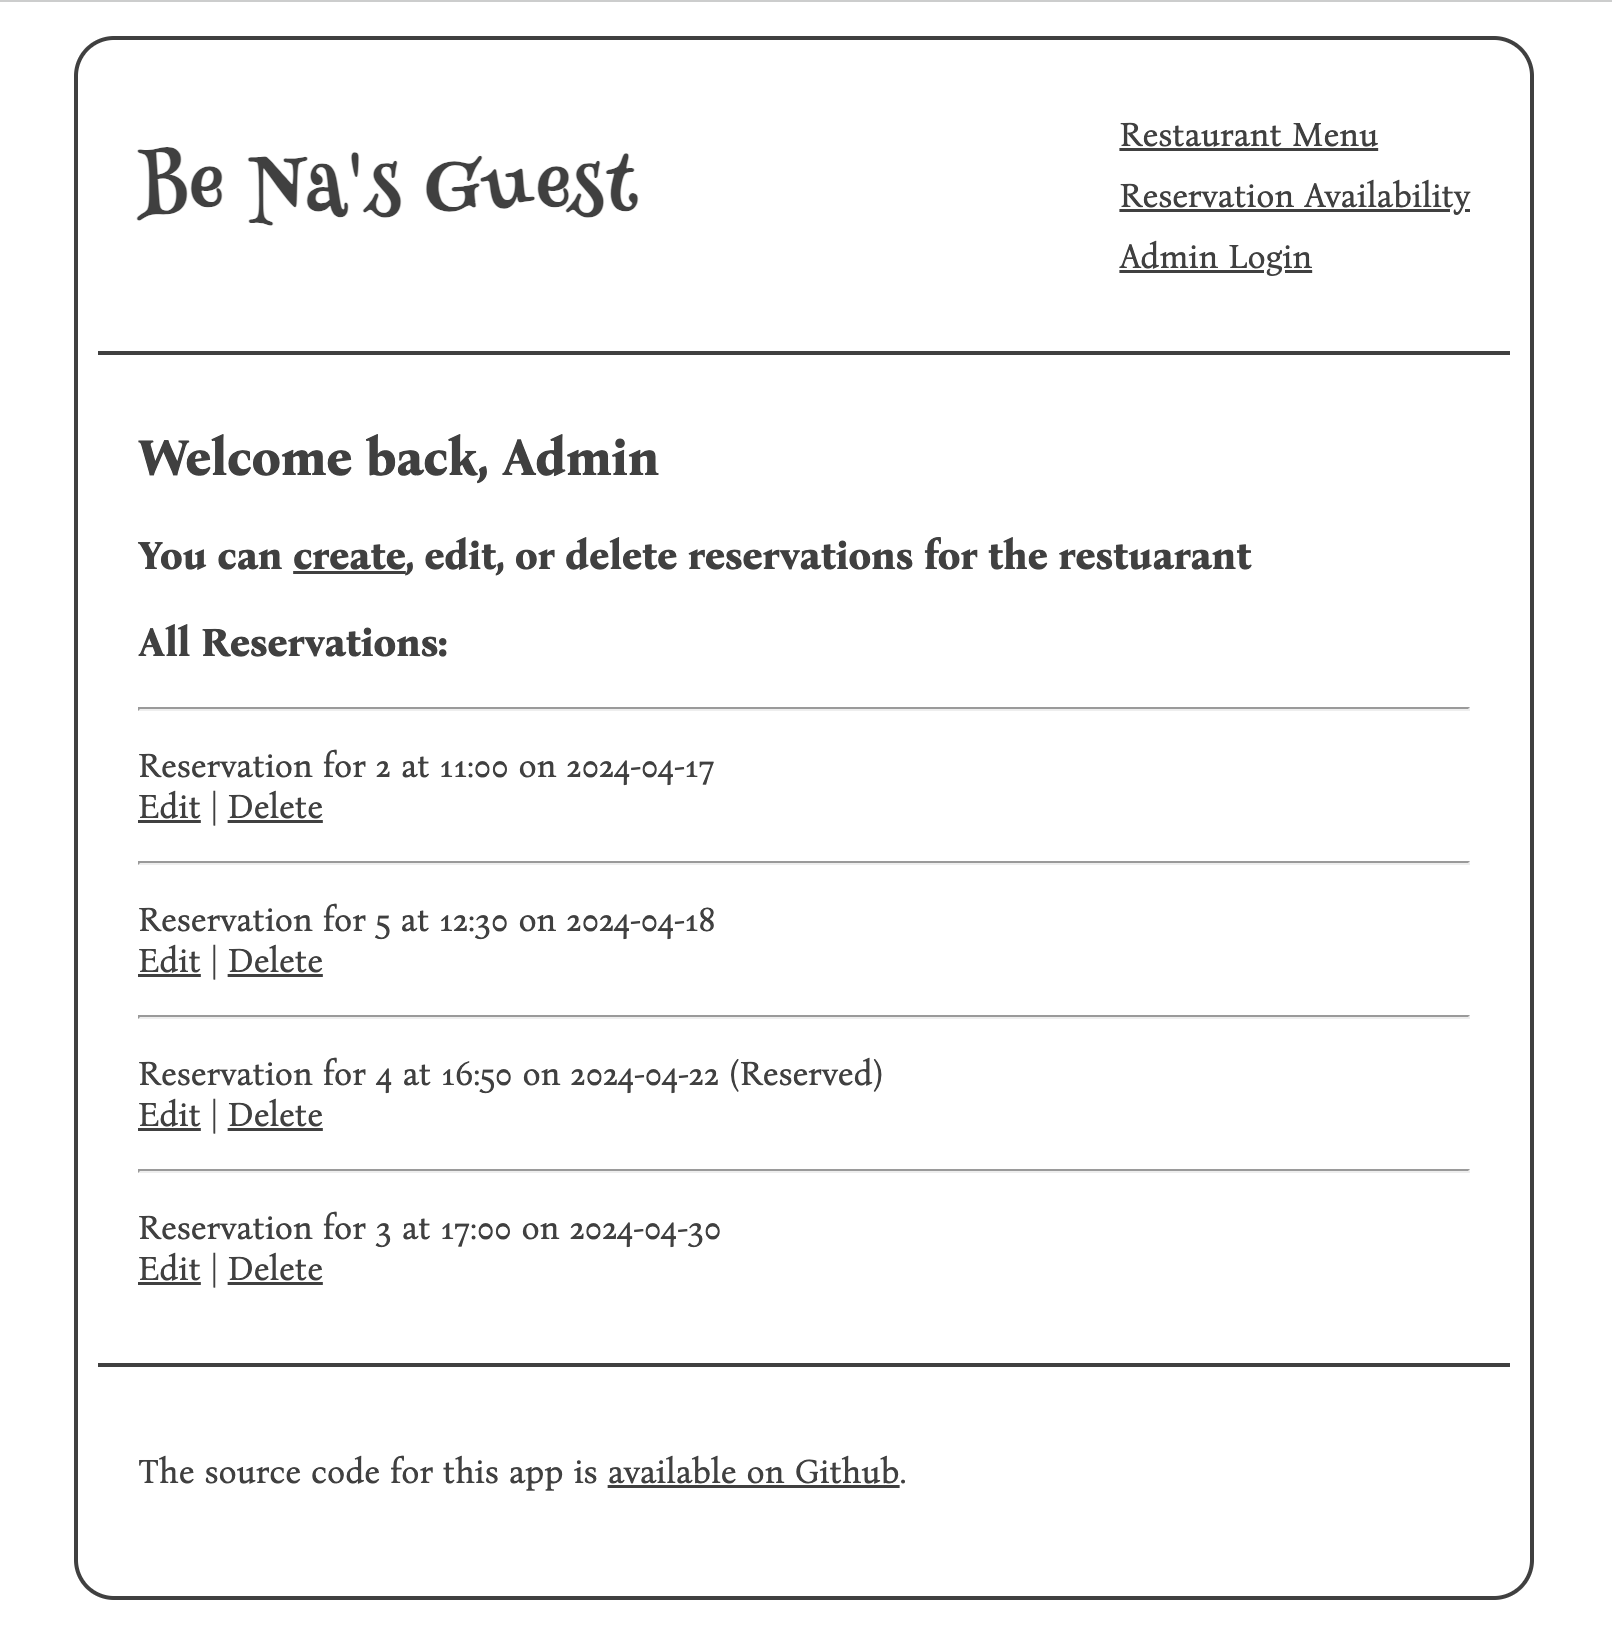 Be Na's Guest
Restaurant Menu
Reservation Availability
Admin Login
Welcome back, Admin
You can create, edit, or delete reservations for the restuarant
All Reservations:
Reservation for 2 at 11:00 on 2024-04-17
Edit | Delete
Reservation for 5 at 12:30 on 2024-04-18
Edit | Delete
Reservation for 4 at 16:50 on 2024-04-22 (Reserved)
Edit | Delete
Reservation for 3 at 17:00 on 2024-04-30
Edit | Delete
The source code for this app is available on Github.